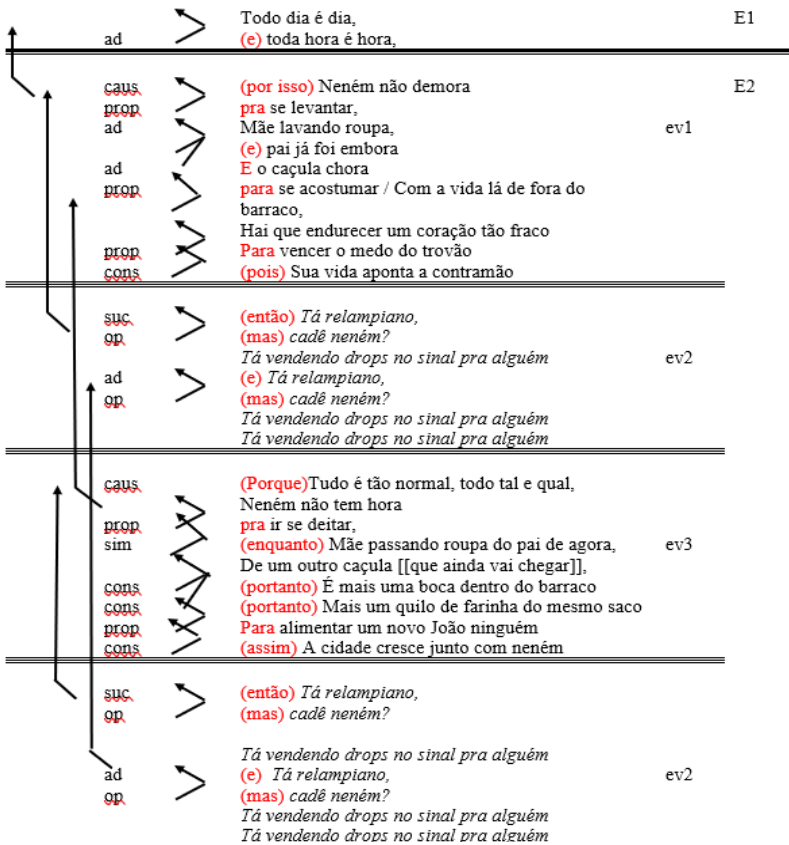 Todo dia é dia, E1
ad (e) toda hora é hora,
caus (por isso) Neném não demora E2
prop pra se levantar,
ad Mãe lavando roupa, ev1
(e) pai já foi embora
ad E o caçula chora
prop para se acostumar / Com a vida lá de fora do
barraco,
Hai que endurecer um coração tão fraco
prop Para vencer o medo do trovão
cons (pois) Sua vida aponta a contramão
suc (então) Tá relampiano,
op (mas) cadê neném?
Tá vendendo drops no sinal pra alguém ev2
ad (e) Tá relampiano,
op (mas) cadê neném?
Tá vendendo drops no sinal pra alguém
Tá vendendo drops no sinal pra alguém
caus (Porque)Tudo é tão normal, todo tal e qual,
Neném não tem hora
prop pra ir se deitar,
sim (enquanto) Mãe passando roupa do pai de agora, ev3
De um outro caçula [[que ainda vai chegar]],
cons (portanto) É mais uma boca dentro do barraco
cons (portanto) Mais um quilo de farinha do mesmo saco
prop Para alimentar um novo João ninguém
cons (assim) A cidade cresce junto com neném
suc (então) Tá relampiano,
op (mas) cadê neném?
Tá vendendo drops no sinal pra alguém
ad (e) Tá relampiano, ev2
op (mas) cadê neném?
Tá vendendo drops no sinal pra alguém
Tá vendendo drops no sinal pra alguém